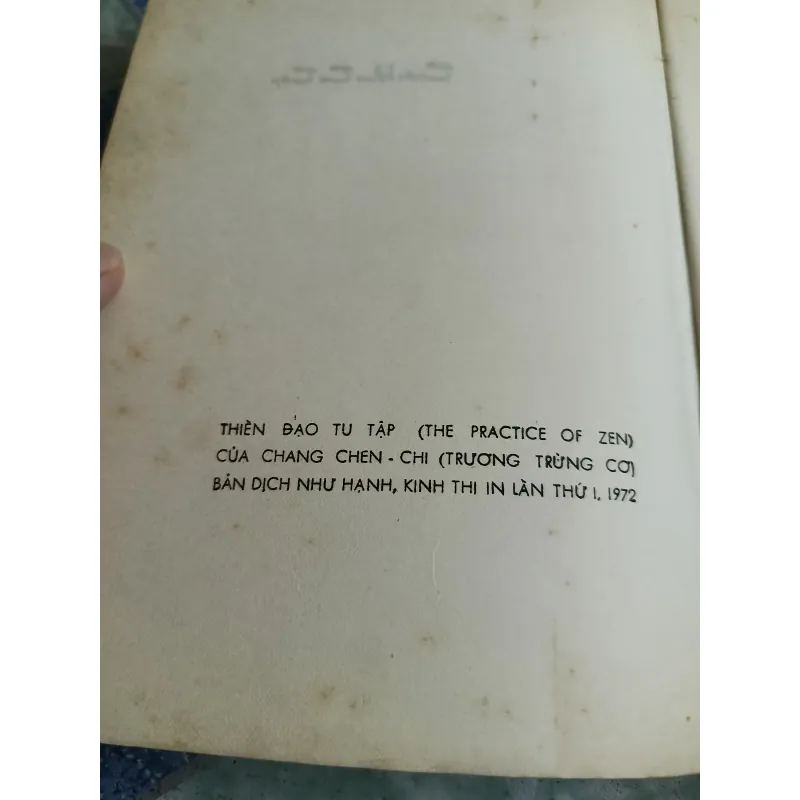 THIỀN ĐẠO TU TẬP (THE PRACTICE OF ZEN)
CỦA CHANG CHEN - CHI (TRƯƠNG TRỪNG CƠ)
BẢN DỊCH NHƯ HẠNH, KINH THI IN LẦN THỨ I, 1972